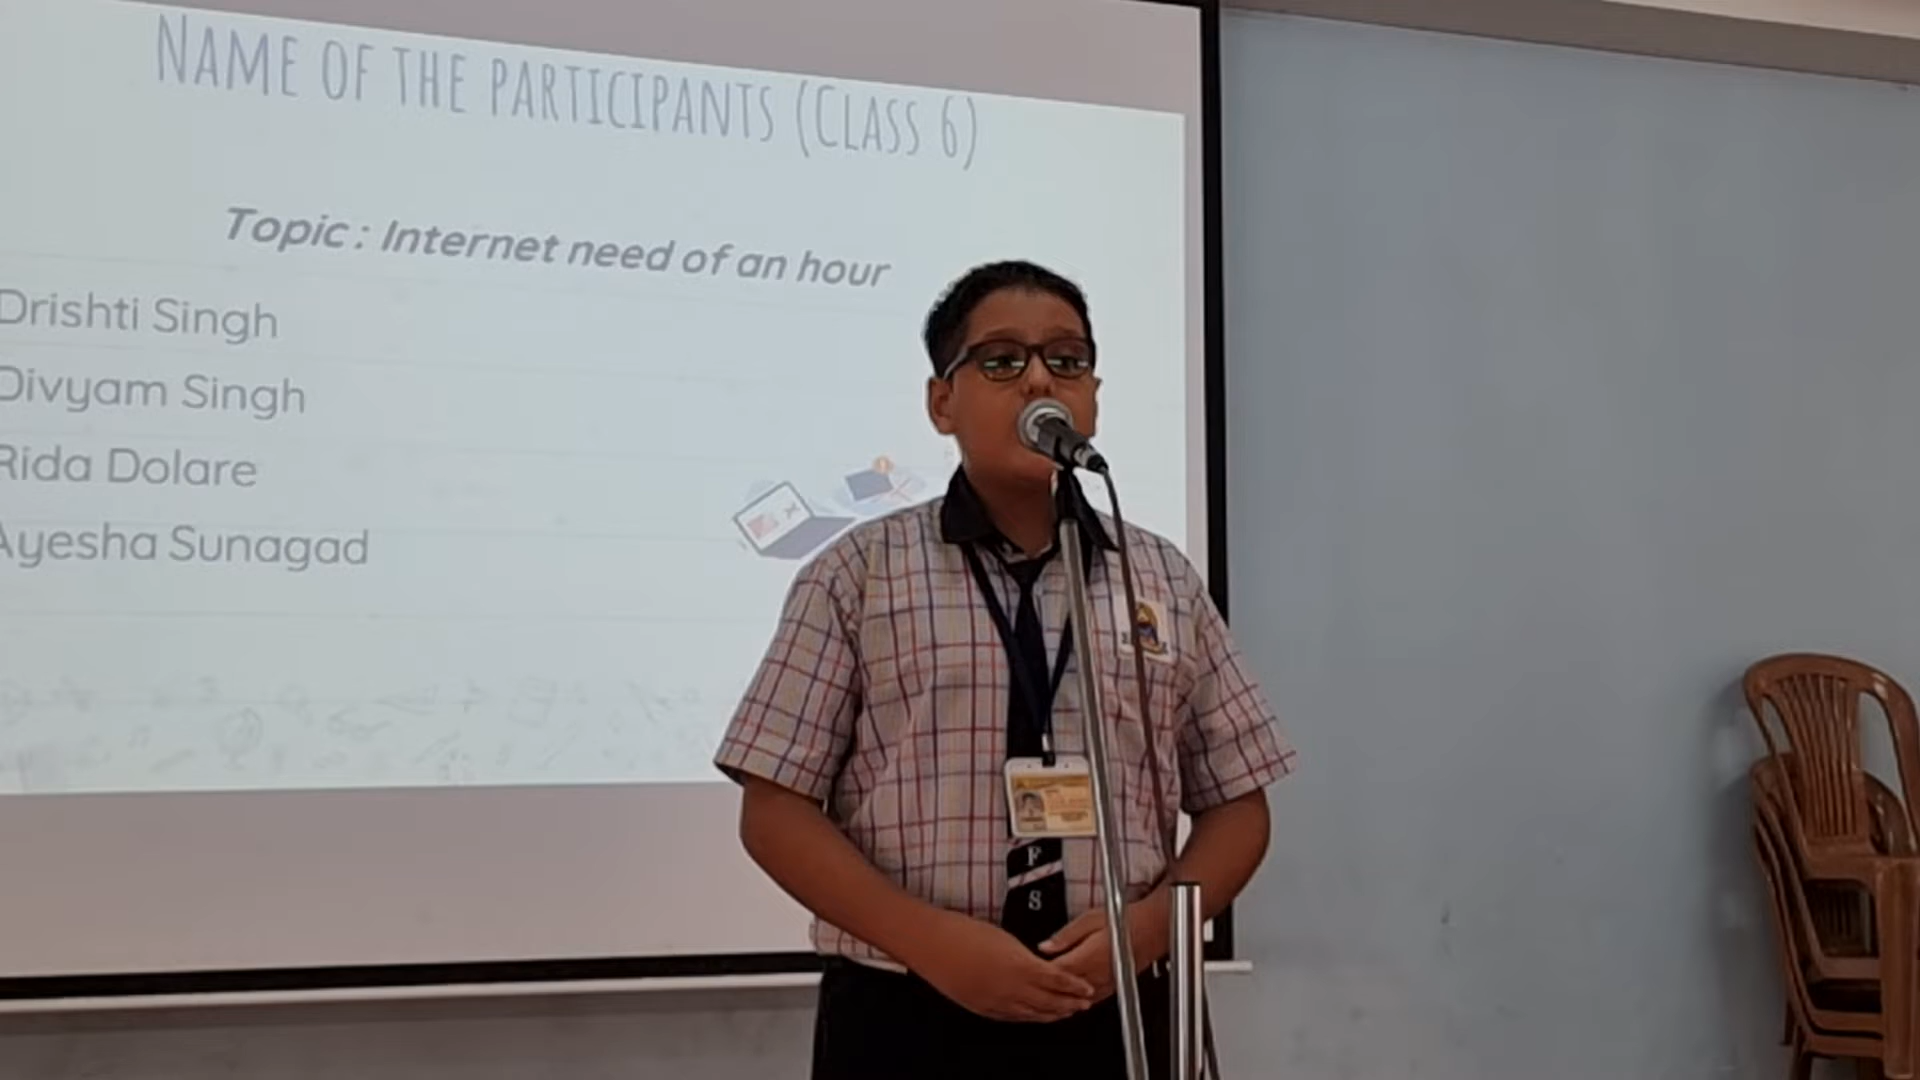 NAME OF THE PARTICIPANTS (CLASS 6)
Topic : Internet need of an hour
Drishti Singh
Divyam Singh
Rida Dolare
Ayesha Sunagad
F
S